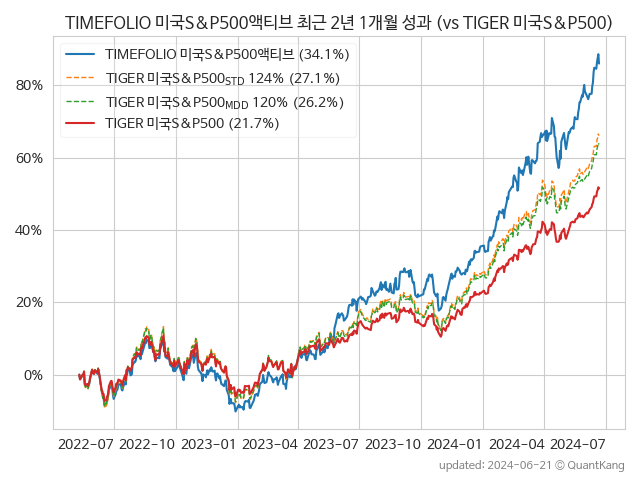 TIMEFOLIO 미국S&P500액티브 최근 2년 1개월 성과 (vs TIGER 미국S&P500)
TIMEFOLIO 미국S&P500액티브 (34.1%)
TIGER 미국S&P500STD 124% (27.1%)
TIGER 미국S&P500MDD 120% (26.2%)
TIGER 미국S&P500 (21.7%)
80%
60%
40%
20%
0%
2022-07 2022-10 2023-01 2023-04 2023-07 2023-10 2024-01 2024-04 2024-07
updated: 2024-06-21 © QuantKang